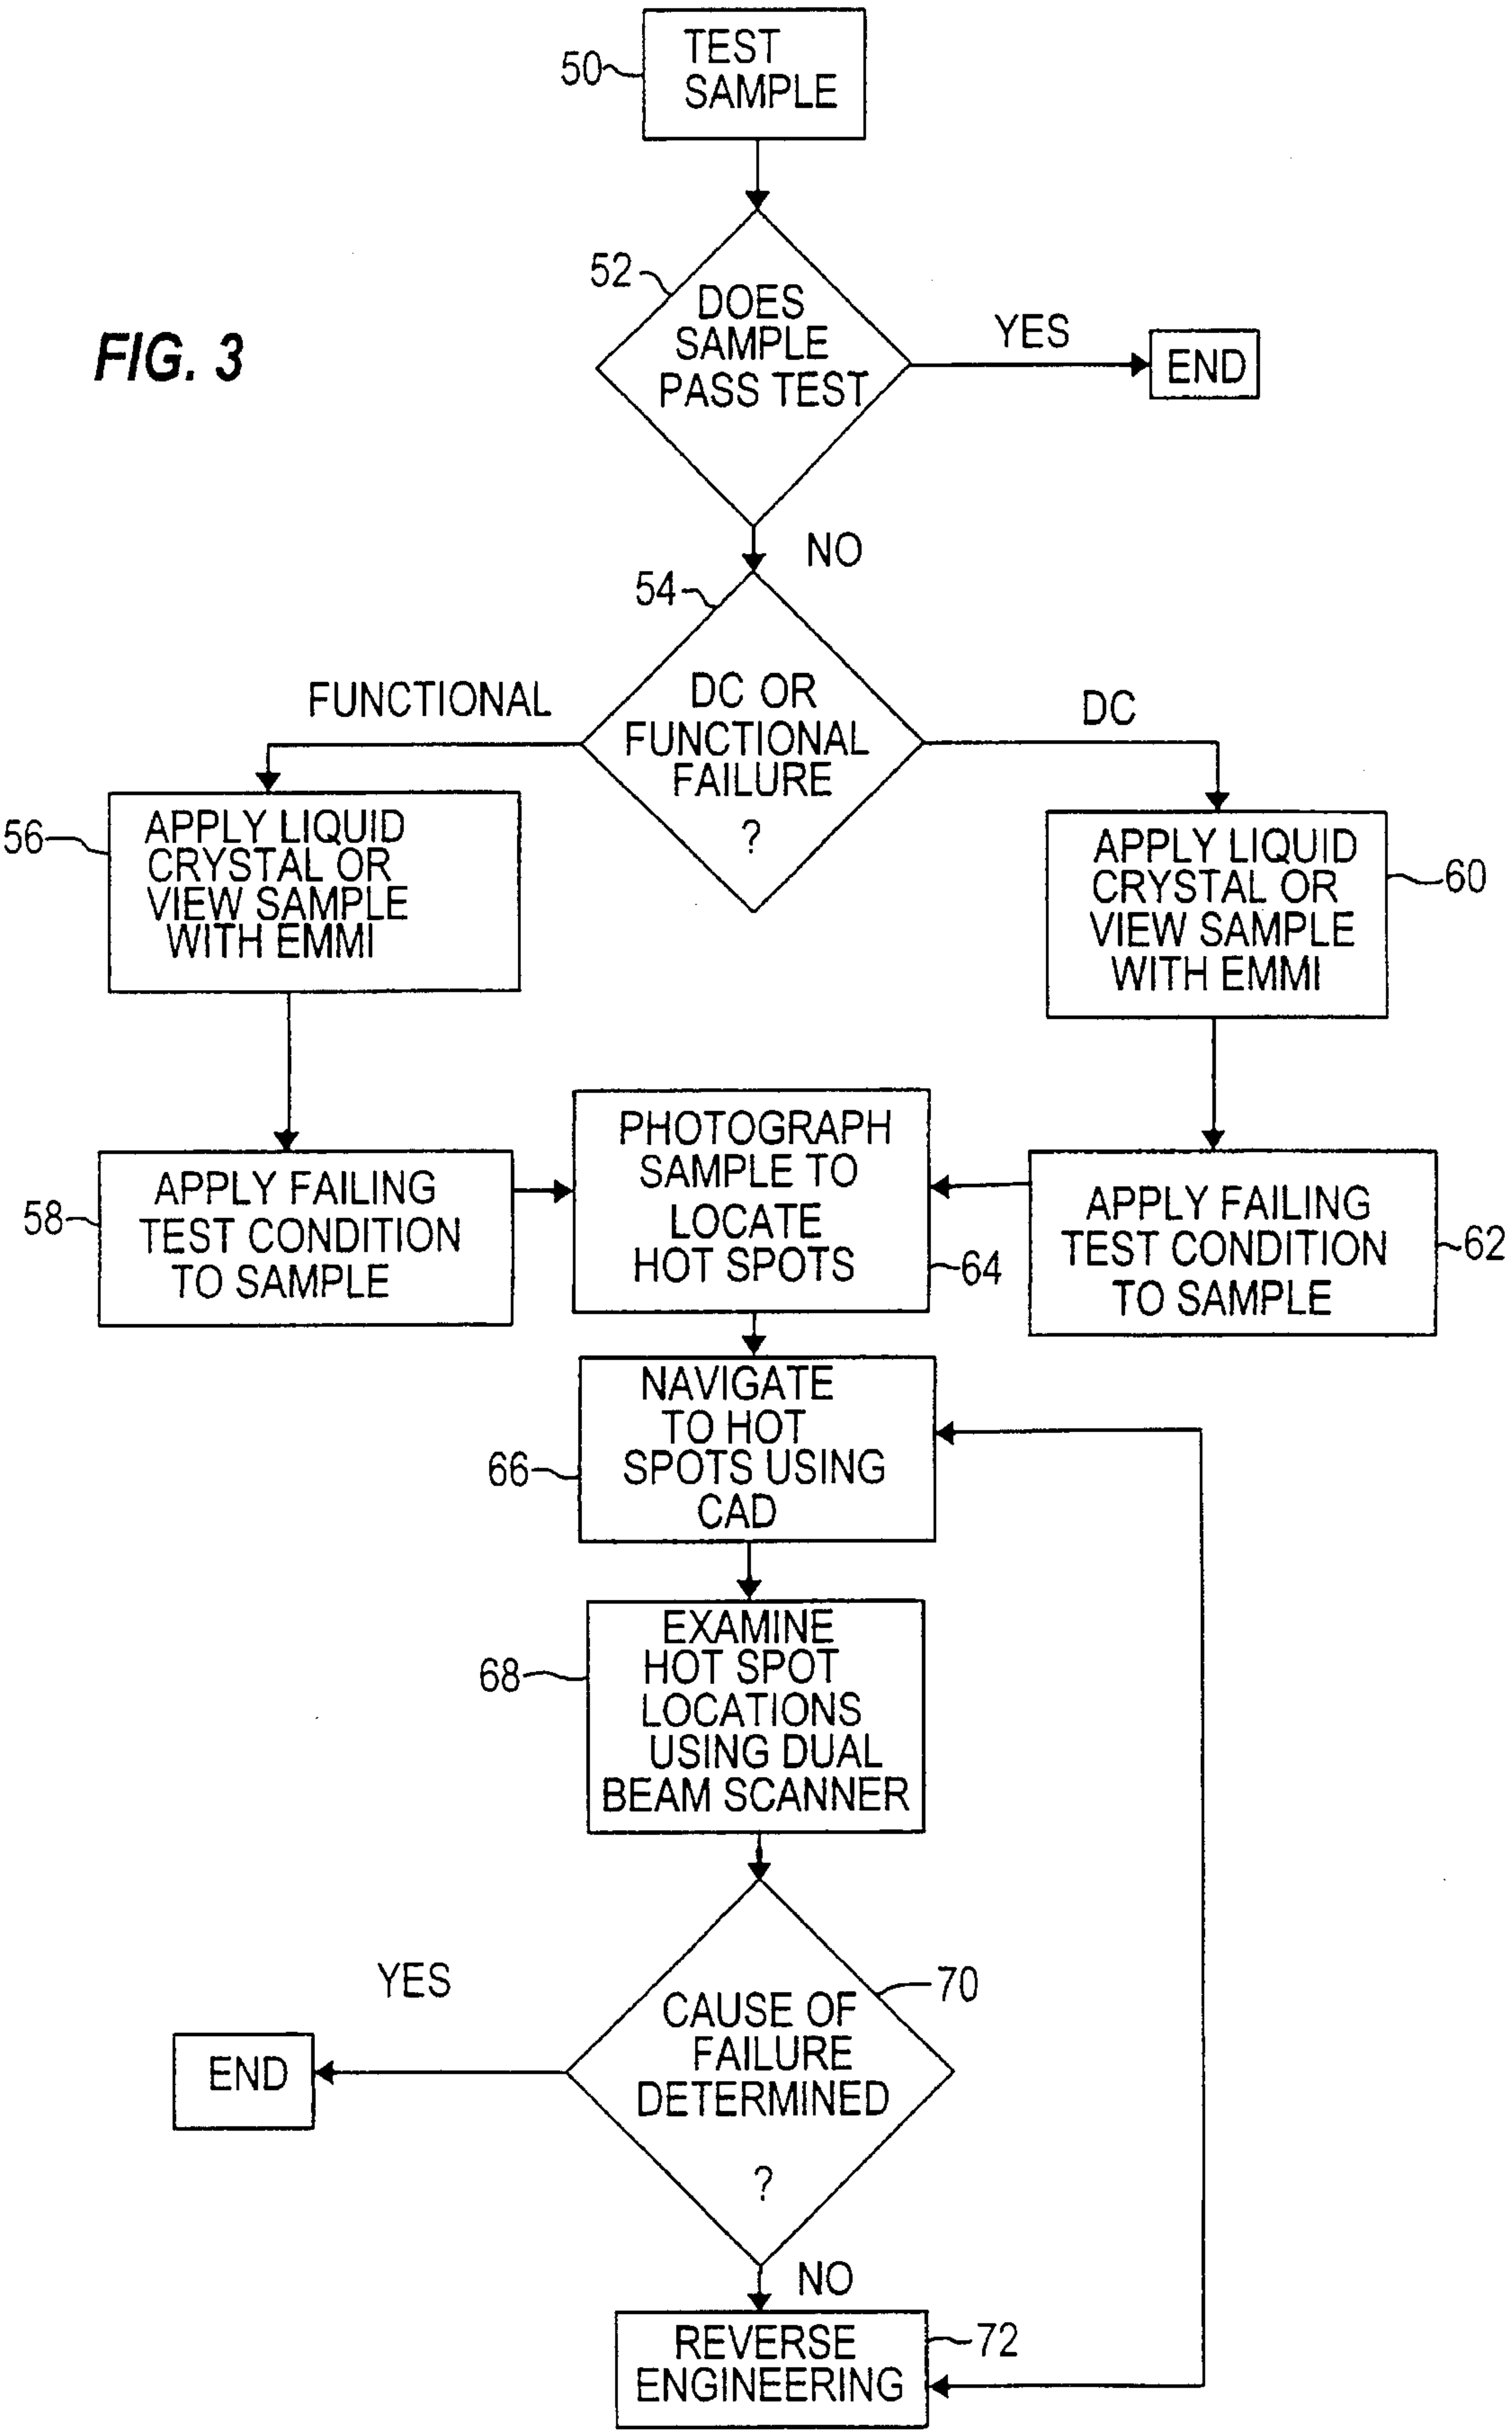 50
TEST
SAMPLE
52
DOES
SAMPLE
PASS TEST
YES
END
FIG. 3
NO
54
DC OR
FUNCTIONAL
FAILURE
?
FUNCTIONAL
DC
56
APPLY LIQUID
CRYSTAL OR
VIEW SAMPLE
WITH EMMI
APPLY LIQUID
CRYSTAL OR
VIEW SAMPLE
WITH EMMI
60
58
APPLY FAILING
TEST CONDITION
TO SAMPLE
PHOTOGRAPH
SAMPLE TO
LOCATE
HOT SPOTS
64
APPLY FAILING
TEST CONDITION
TO SAMPLE
62
66
NAVIGATE
TO HOT
SPOTS USING
CAD
68
EXAMINE
HOT SPOT
LOCATIONS
USING DUAL
BEAM SCANNER
70
CAUSE OF
FAILURE
DETERMINED
?
YES
END
NO
REVERSE
ENGINEERING
72